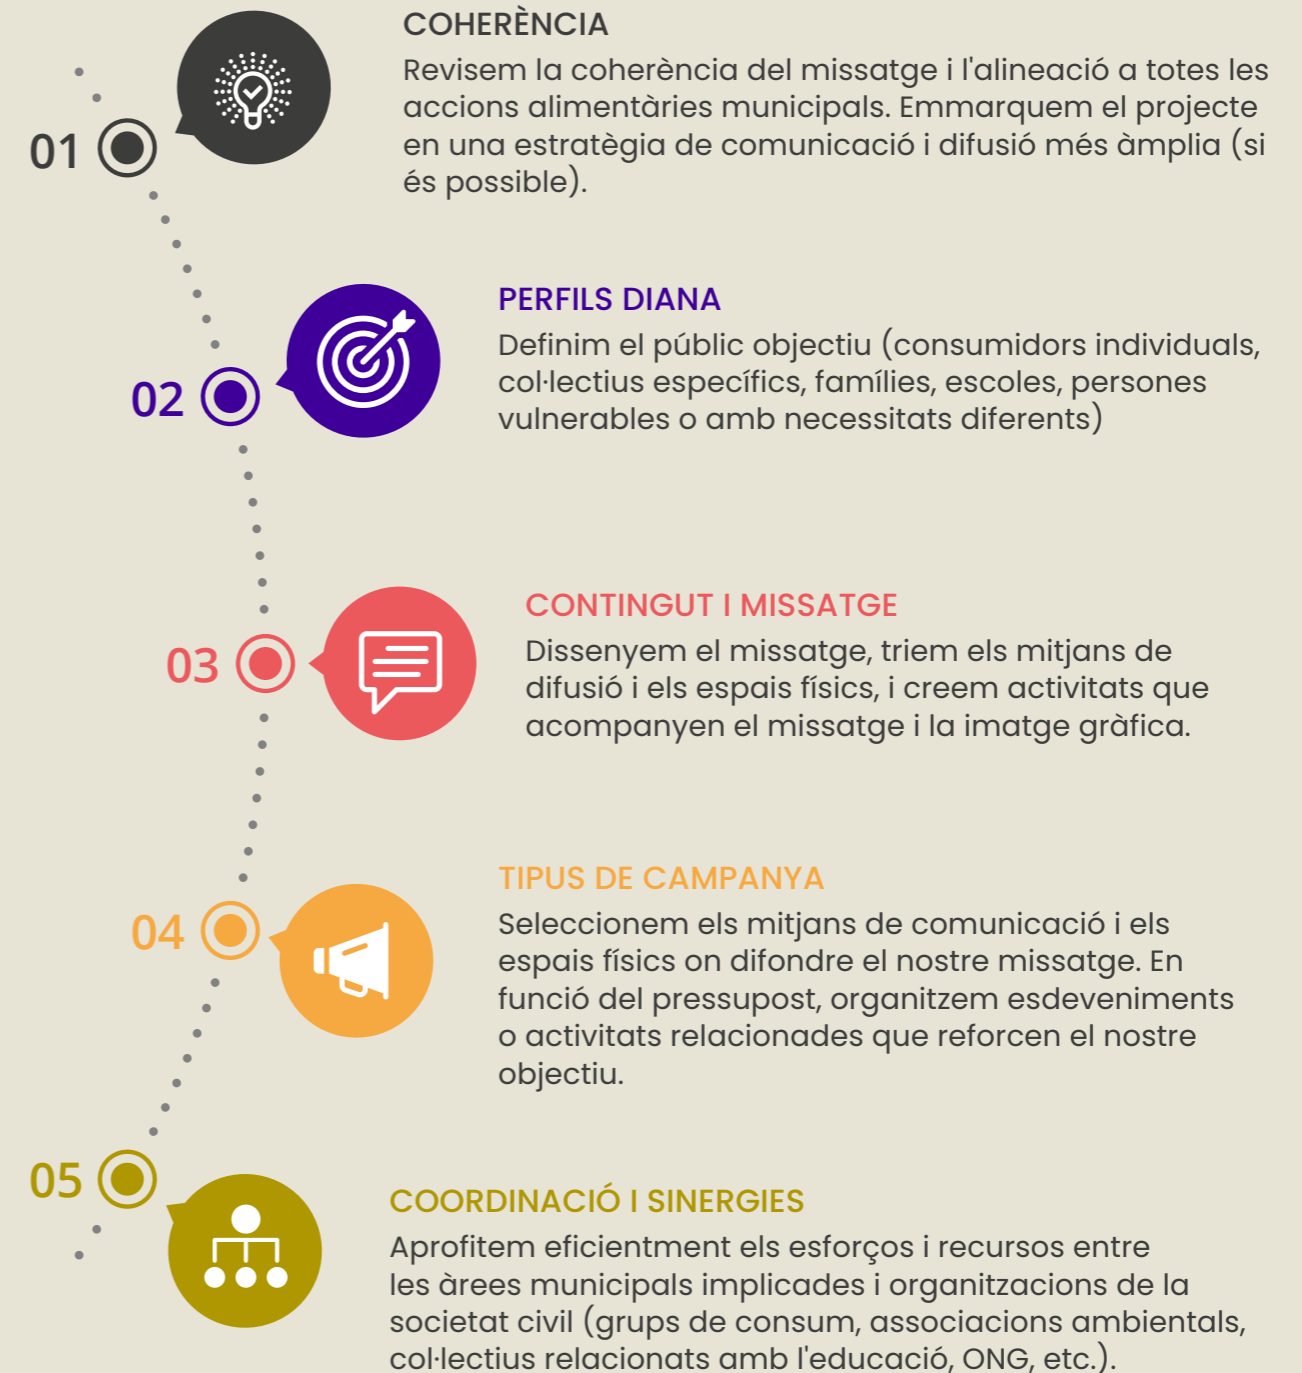 01
COHERÈNCIA
Revisem la coherència del missatge i l'alineació a totes les
accions alimentàries municipals. Emmarquem el projecte
en una estratègia de comunicació i difusió més àmplia (si
és possible).
02
PERFILS DIANA
Definim el públic objectiu (consumidors individuals,
col·lectius específics, famílies, escoles, persones
vulnerables o amb necessitats diferents)
03
CONTINGUT I MISSATGE
Dissenyem el missatge, triem els mitjans de
difusió i els espais físics, i creem activitats que
acompanyen el missatge i la imatge gràfica.
04
TIPUS DE CAMPANYA
Seleccionem els mitjans de comunicació i els
espais físics on difondre el nostre missatge. En
funció del pressupost, organitzem esdeveniments
o activitats relacionades que reforcen el nostre
objectiu.
05
COORDINACIÓ I SINERGIES
Aprofitem eficientment els esforços i recursos entre
les àrees municipals implicades i organitzacions de la
societat civil (grups de consum, associacions ambientals,
col·lectius relacionats amb l'educació, ONG, etc.).